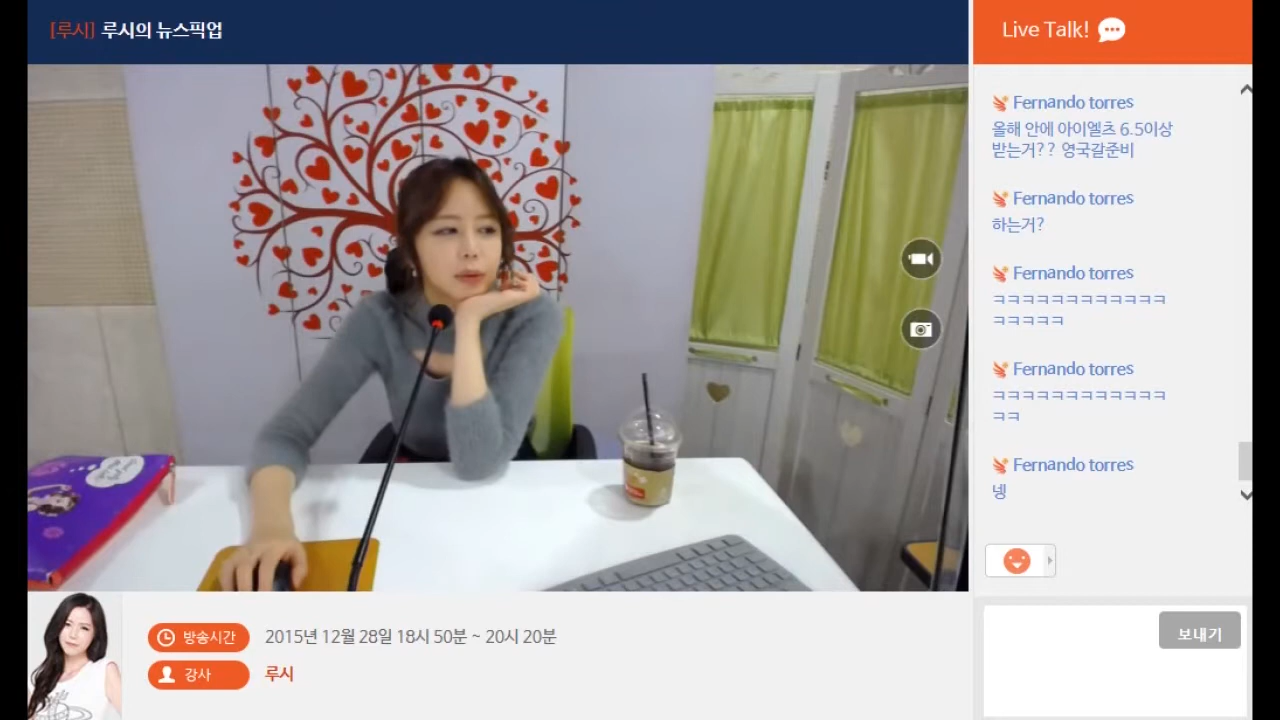 [루시] 루시의 뉴스픽업
Live Talk!
Fernando torres
올해 안에 아이엘츠 6.5이상
받는거?? 영국갈준비
Fernando torres
하는거?
Fernando torres
ㅋㅋㅋㅋㅋㅋㅋㅋㅋㅋㅋㅋ
ㅋㅋㅋㅋㅋ
Fernando torres
ㅋㅋㅋㅋㅋㅋㅋㅋㅋㅋㅋㅋ
ㅋㅋ
Fernando torres
넹
보내기
방송시간 2015년 12월 28일 18시 50분 ~ 20시 20분
강사 루시